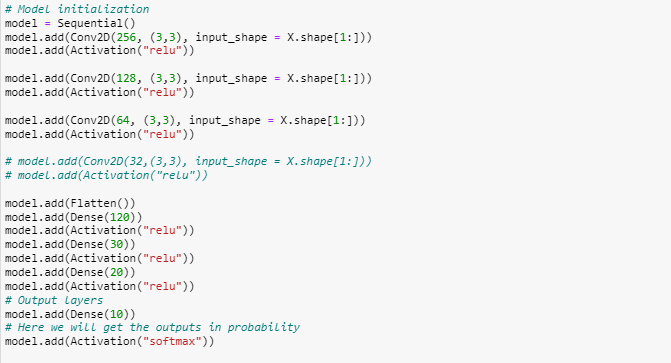 # Model initialization
model = Sequential()
model.add(Conv2D(256, (3,3), input_shape = X.shape[1:]))
model.add(Activation("relu"))
model.add(Conv2D(128, (3,3), input_shape = X.shape[1:]))
model.add(Activation("relu"))
model.add(Conv2D(64, (3,3), input_shape = X.shape[1:]))
model.add(Activation("relu"))
# model.add(Conv2D(32,(3,3), input_shape = X.shape[1:]))
# model.add(Activation("relu"))
model.add(Flatten())
model.add(Dense(120))
model.add(Activation("relu"))
model.add(Dense(30))
model.add(Activation("relu"))
model.add(Dense(20))
model.add(Activation("relu"))
# Output layers
model.add(Dense(10))
# Here we will get the outputs in probability
model.add(Activation("softmax"))